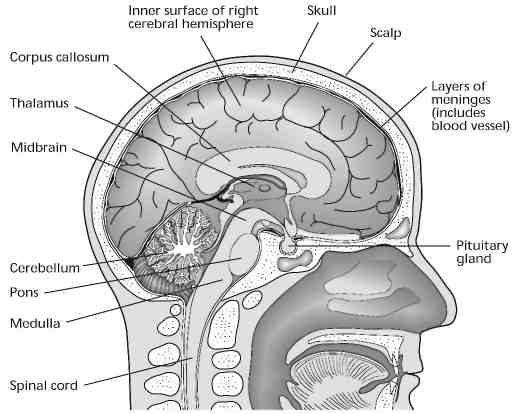 Inner surface of right
cerebral hemisphere
Skull
Scalp
Corpus callosum
Layers of
meninges
(includes
blood vessel)
Thalamus
Midbrain
Pituitary
gland
Cerebellum
Pons
Medulla
Spinal cord